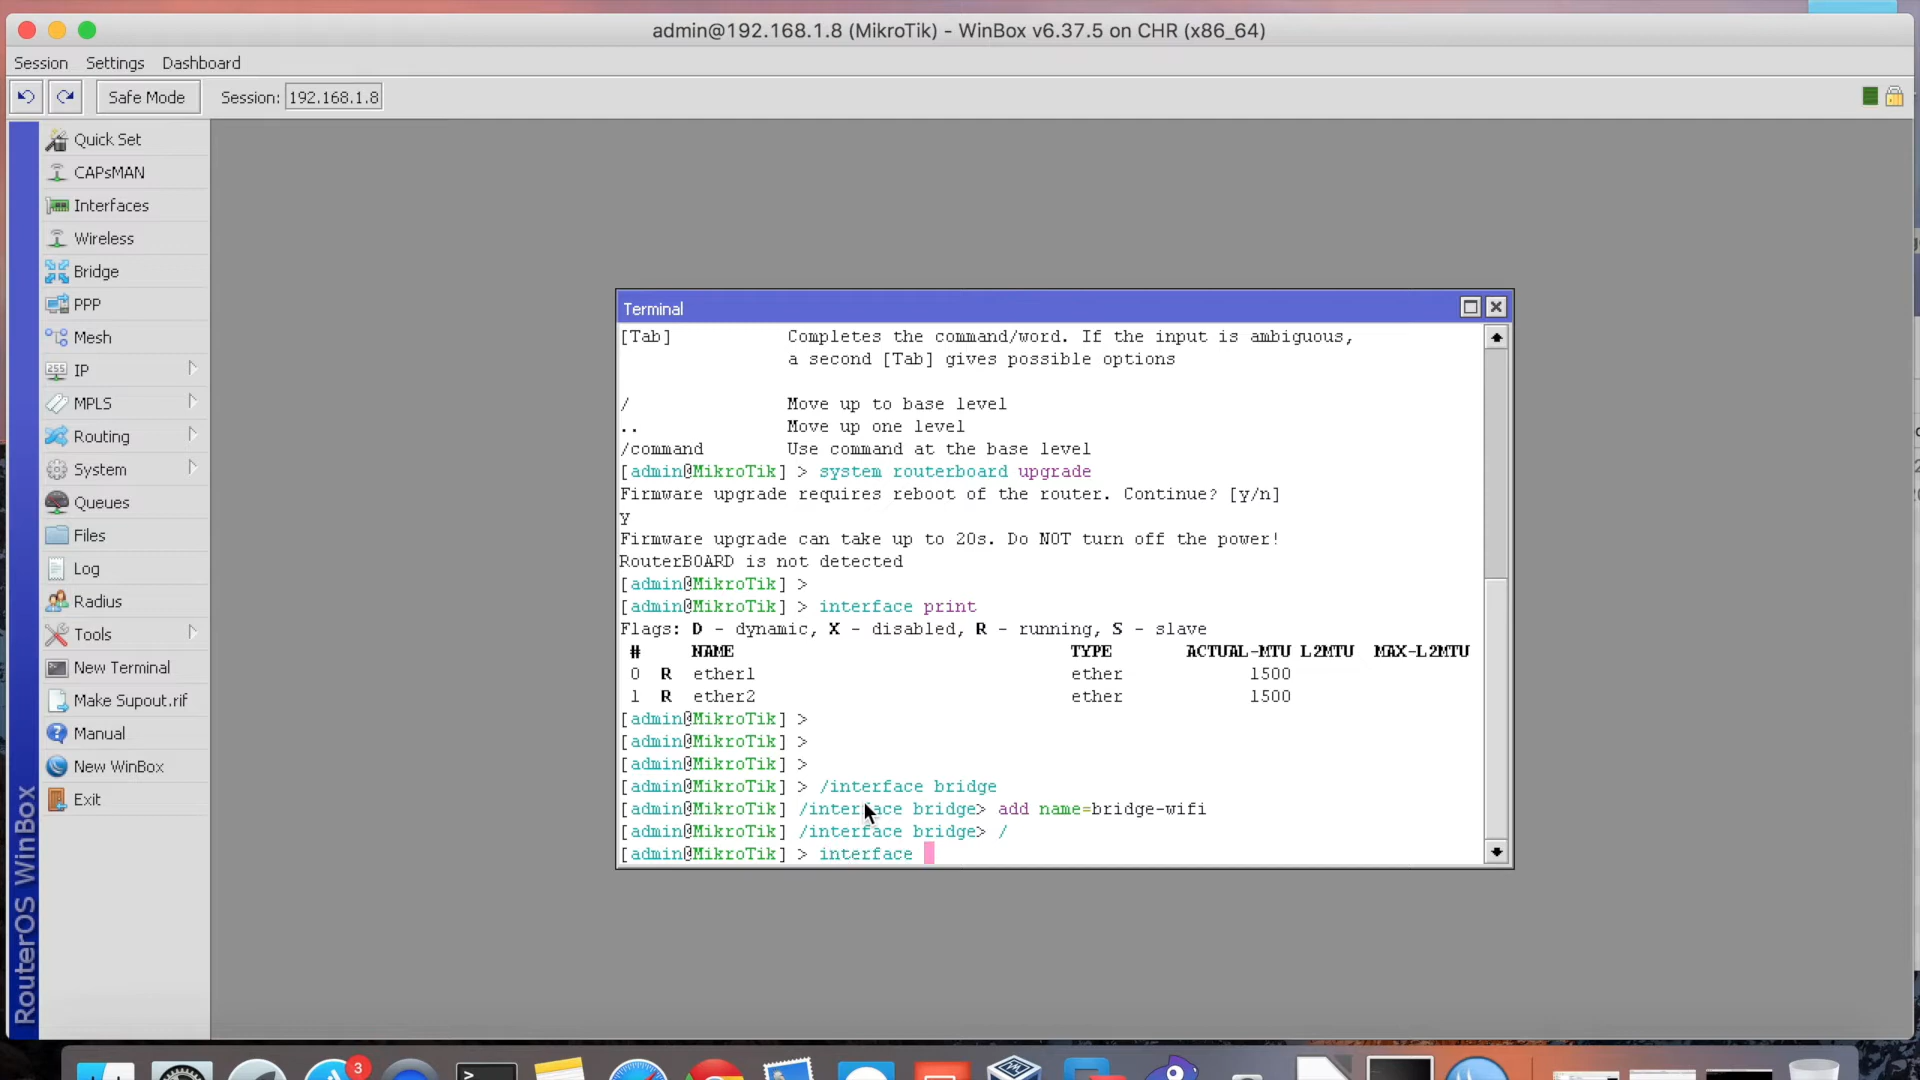 admin@192.168.1.8 (MikroTik) - WinBox v6.37.5 on CHR (x86_64)
Session Settings Dashboard
Safe Mode Session: 192.168.1.8
Quick Set
CAPsMAN
Interfaces
Wireless
Bridge
PPP
Mesh
IP
MPLS
Routing
System
Queues
Files
Log
Radius
Tools
New Terminal
Make Supout.rif
Manual
New WinBox
Exit
RouterOS WinBox
Terminal
[Tab] Completes the command/word. If the input is ambiguous,
a second [Tab] gives possible options
/ Move up to base level
.. Move up one level
/command Use command at the base level
[admin@MikroTik] > system routerboard upgrade
Firmware upgrade requires reboot of the router. Continue? [y/n]
y
Firmware upgrade can take up to 20s. Do NOT turn off the power!
RouterBOARD is not detected
[admin@MikroTik] >
[admin@MikroTik] > interface print
Flags: D - dynamic, X - disabled, R - running, S - slave
# NAME TYPE ACTUAL-MTU L2MTU MAX-L2MTU
0 R ether1 ether 1500
1 R ether2 ether 1500
[admin@MikroTik] >
[admin@MikroTik] >
[admin@MikroTik] >
[admin@MikroTik] > /interface bridge
[admin@MikroTik] /interface bridge> add name=bridge-wifi
[admin@MikroTik] /interface bridge> /
[admin@MikroTik] > interface
255
3